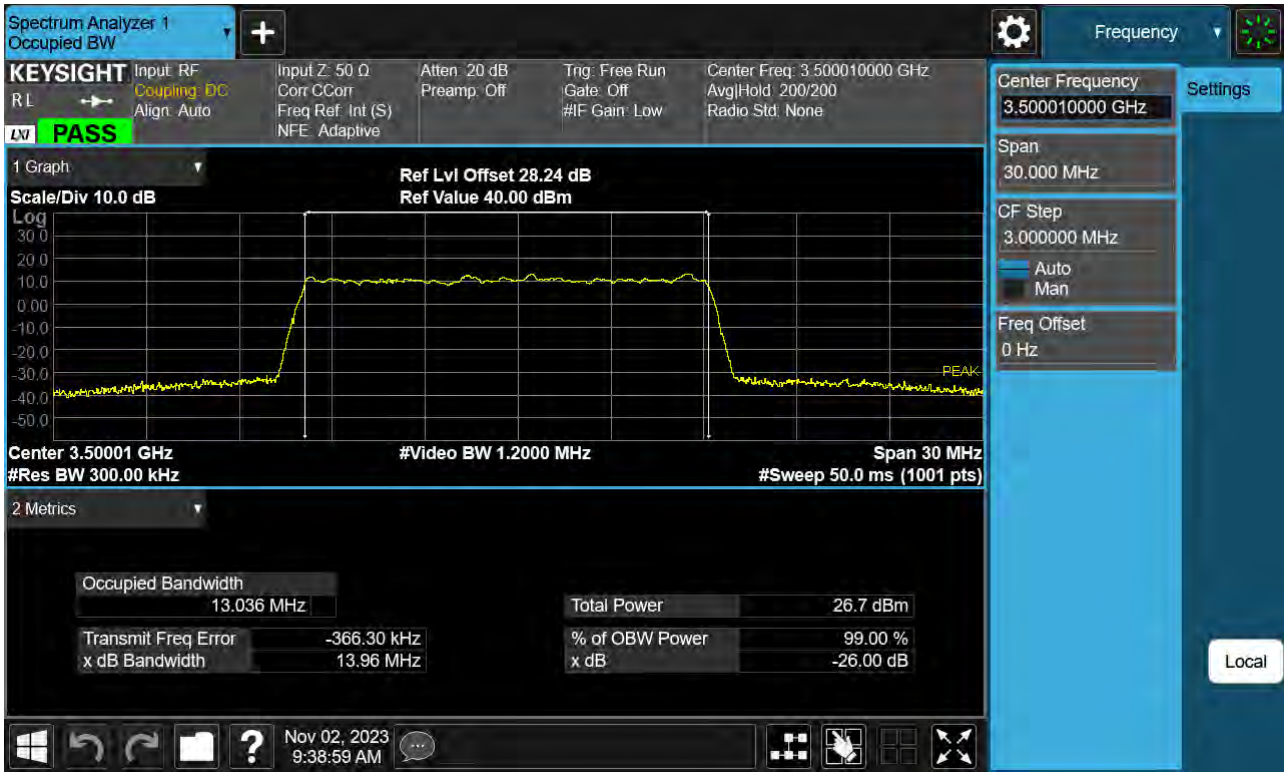 Spectrum Analyzer 1
Occupied BW
Frequency
KEYSIGHT
RL
LXI
PASS
Input: RF
Coupling: DC
Align: Auto
Input Z: 50 Ω
Corr CCorr
Freq Ref: Int (S)
NFE: Adaptive
Atten: 20 dB
Preamp: Off
Trig: Free Run
Gate: Off
#IF Gain: Low
Center Freq: 3.500010000 GHz
Avg|Hold: 200/200
Radio Std: None
Center Frequency
3.500010000 GHz
Settings
Span
30.000 MHz
CF Step
3.000000 MHz
Auto
Man
Freq Offset
0 Hz
Local
1 Graph
Scale/Div 10.0 dB
Ref Lvl Offset 28.24 dB
Ref Value 40.00 dBm
Log
30.0
20.0
10.0
0.00
-10.0
-20.0
-30.0
-40.0
-50.0
PEAK
Center 3.50001 GHz
#Video BW 1.2000 MHz
Span 30 MHz
#Res BW 300.00 kHz
#Sweep 50.0 ms (1001 pts)
2 Metrics
Occupied Bandwidth
13.036 MHz
Total Power 26.7 dBm
Transmit Freq Error -366.30 kHz
% of OBW Power 99.00 %
x dB Bandwidth 13.96 MHz
x dB -26.00 dB
?
Nov 02, 2023
9:38:59 AM